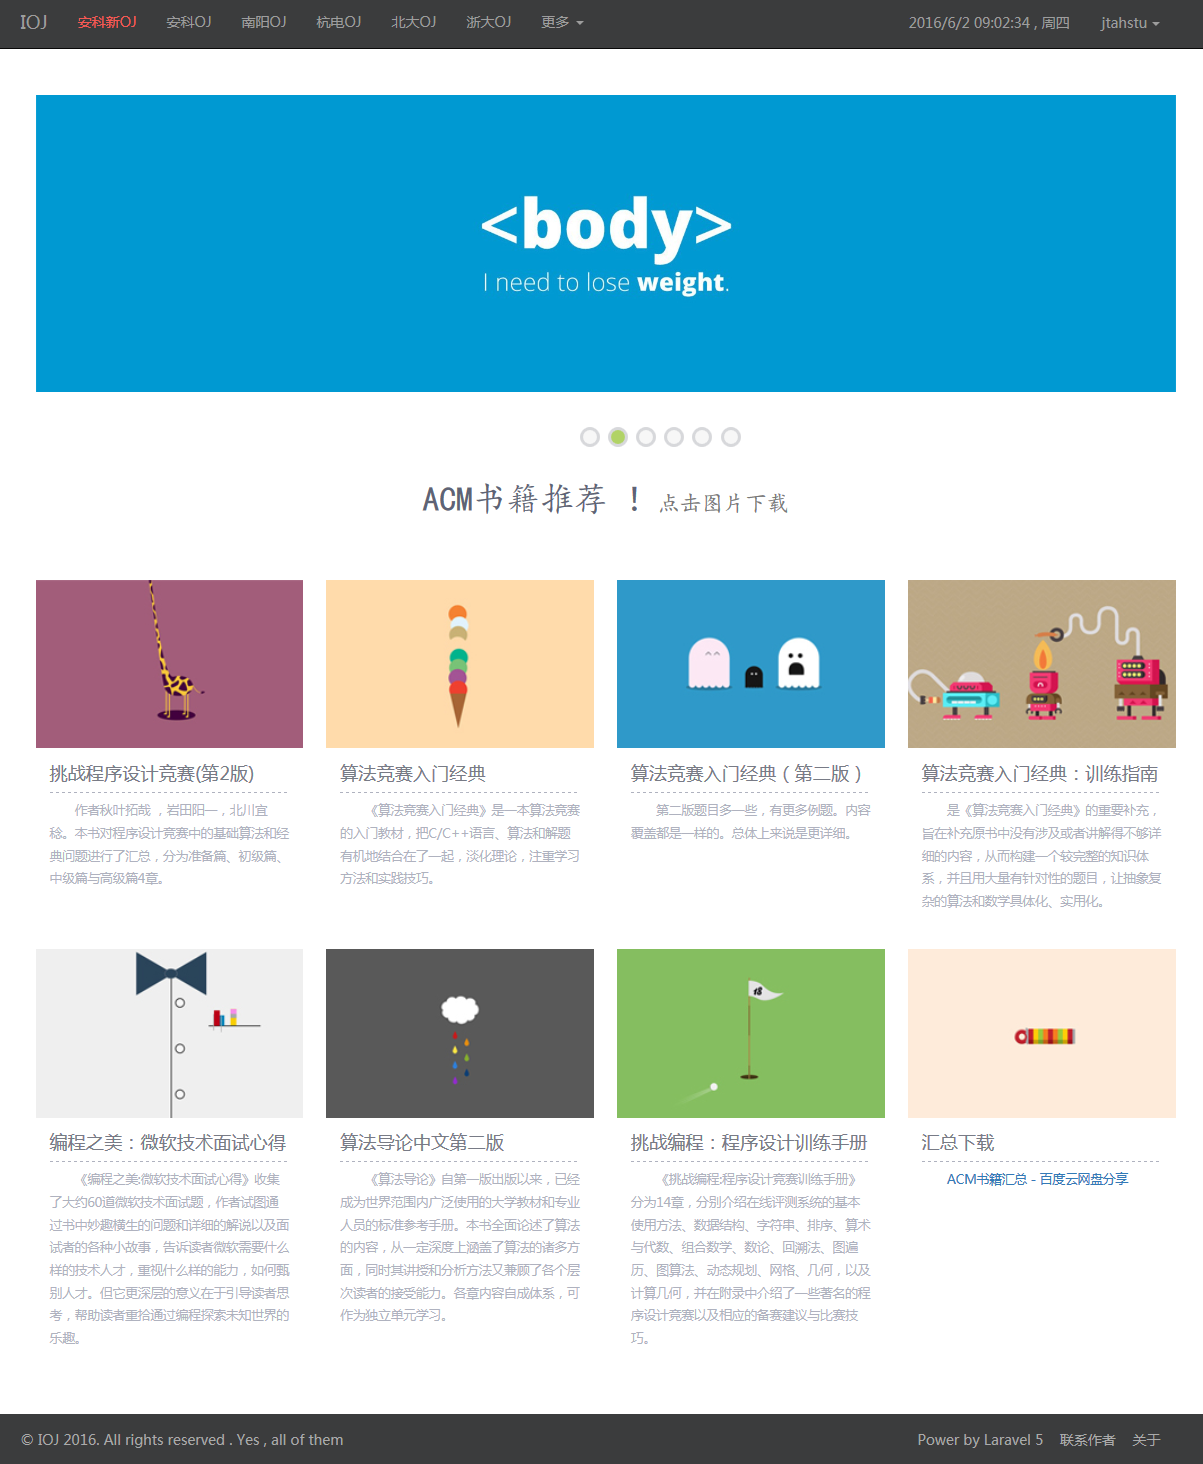 IOJ 安科新OJ 安科OJ 南阳OJ 杭电OJ 北大OJ 浙大OJ 更多 2016/6/2 09:02:34 , 周四 jtahstu
<body>
I need to lose weight.
ACM书籍推荐 ! 点击图片下载
挑战程序设计竞赛(第2版)
作者秋叶拓哉 ，岩田阳一，北川宜
稔。本书对程序设计竞赛中的基础算法和经
典问题进行了汇总，分为准备篇、初级篇、
中级篇与高级篇4章。
算法竞赛入门经典
《算法竞赛入门经典》是一本算法竞赛
的入门教材，把C/C++语言、算法和解题
有机地结合在了一起，淡化理论，注重学习
方法和实践技巧。
算法竞赛入门经典（第二版）
第二版题目多一些，有更多例题。内容
覆盖都是一样的。总体上来说是更详细。
算法竞赛入门经典：训练指南
是《算法竞赛入门经典》的重要补充，
旨在补充原书中没有涉及或者讲解得不够详
细的内容，从而构建一个较完整的知识体
系，并且用大量有针对性的题目，让抽象复
杂的算法和数学具体化、实用化。
18
编程之美：微软技术面试心得
《编程之美:微软技术面试心得》收集
了大约60道微软技术面试题，作者试图通
过书中妙趣横生的问题和详细的解说以及面
试者的各种小故事，告诉读者微软需要什么
样的技术人才，重视什么样的能力，如何甄
别人才。但它更深层的意义在于引导读者思
考，帮助读者重拾通过编程探索未知世界的
乐趣。
算法导论中文第二版
《算法导论》自第一版出版以来，已经
成为世界范围内广泛使用的大学教材和专业
人员的标准参考手册。本书全面论述了算法
的内容，从一定深度上涵盖了算法的诸多方
面，同时其讲授和分析方法又兼顾了各个层
次读者的接受能力。各章内容自成体系，可
作为独立单元学习。
挑战编程：程序设计训练手册
《挑战编程:程序设计竞赛训练手册》
分为14章，分别介绍在线评测系统的基本
使用方法、数据结构、字符串、排序、算术
与代数、组合数学、数论、回溯法、图遍
历、图算法、动态规划、网格、几何，以及
计算几何，并在附录中介绍了一些著名的程
序设计竞赛以及相应的备赛建议与比赛技
巧。
汇总下载
ACM书籍汇总 - 百度云网盘分享
© IOJ 2016. All rights reserved . Yes , all of them Power by Laravel 5 联系作者 关于